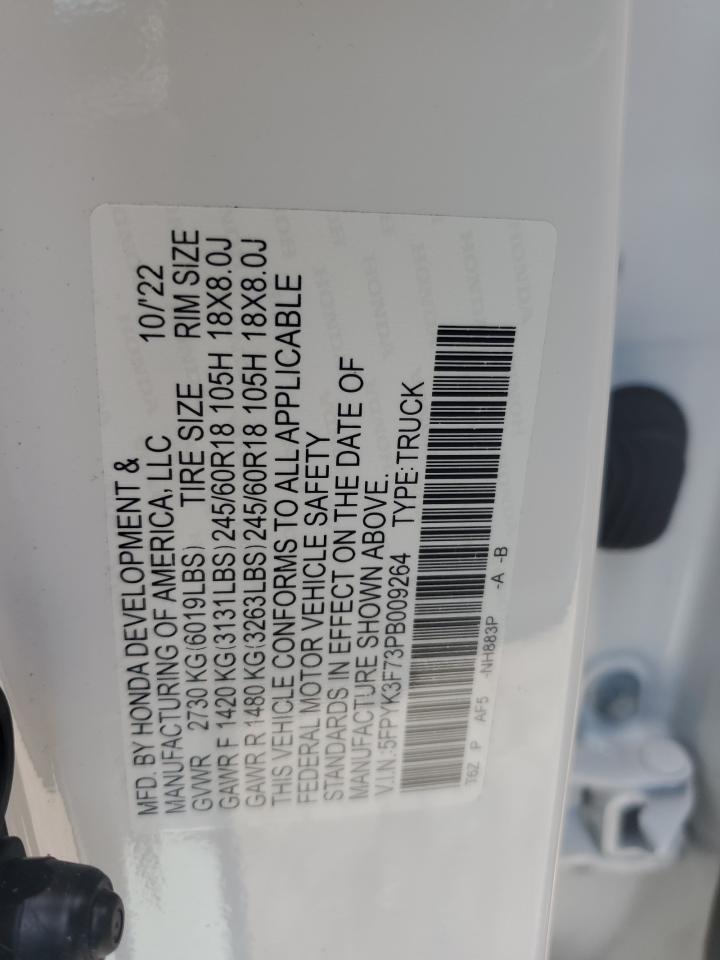 MFD. BY HONDA DEVELOPMENT &
MANUFACTURING OF AMERICA, LLC 10/'22
GVWR 2730 KG(6019LBS) TIRE SIZE RIM SIZE
GAWR F 1420 KG(3131LBS)245/60R18 105H 18X8.0J
GAWR R 1480 KG(3263LBS)245/60R18 105H 18X8.0J
THIS VEHICLE CONFORMS TO ALL APPLICABLE
FEDERAL MOTOR VEHICLE SAFETY
STANDARDS IN EFFECT ON THE DATE OF
MANUFACTURE SHOWN ABOVE.
V.I.N.:5FPYK3F73PB009264 TYPE:TRUCK
T6Z P AF5 -NH883P -A -B